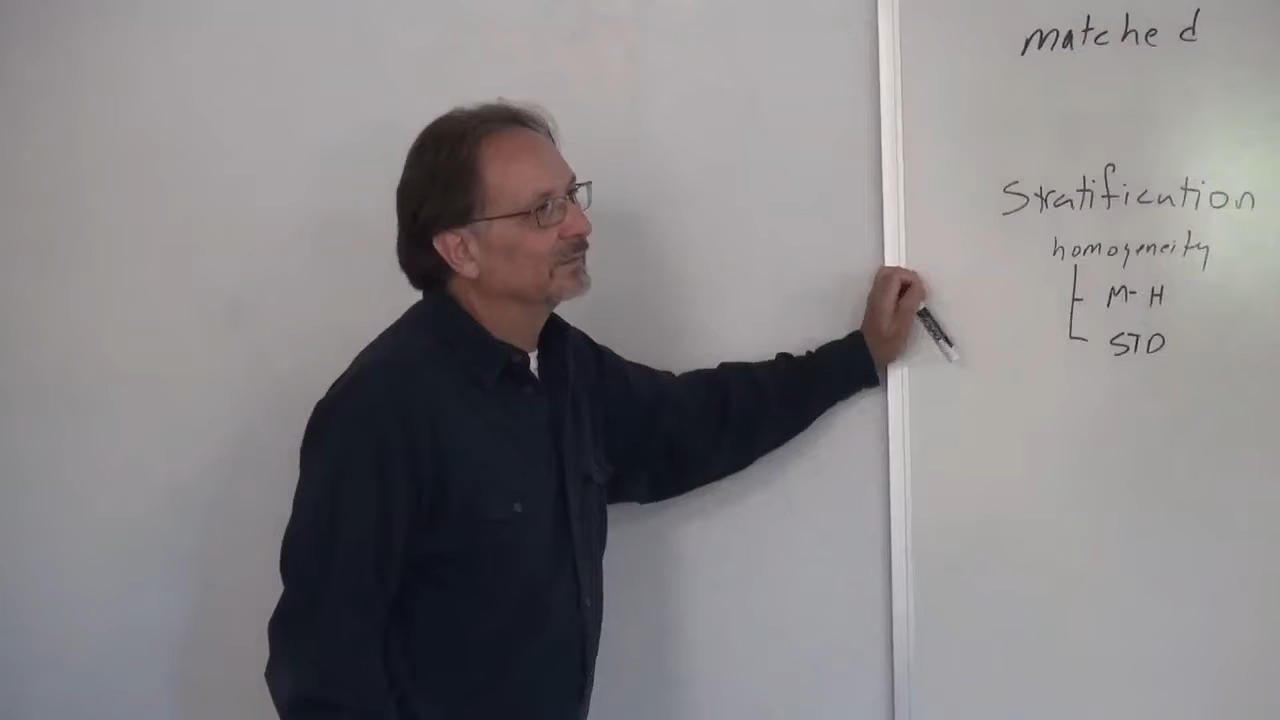 matched
Stratification
homogeneity
M-H
STD